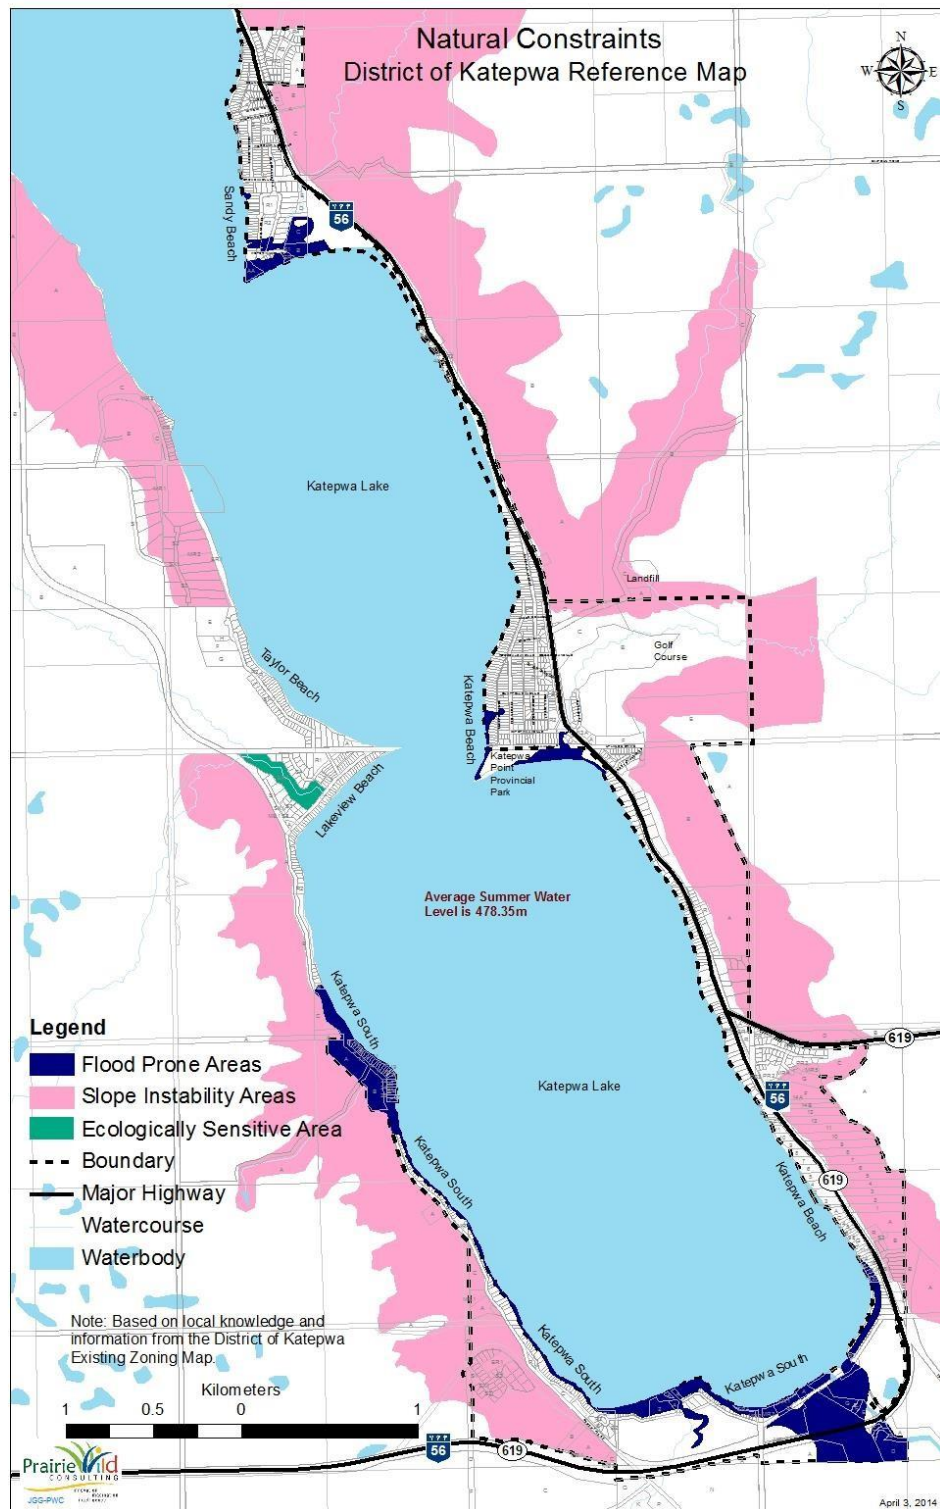 Natural Constraints
District of Katepwa Reference Map
N
W
E
S
Sandy Beach
56
Katepwa Lake
Landfill
Golf
Course
Taylor Beach
Katepwa Beach
Katepwa
Point
Provincial
Park
Lakeview Beach
Average Summer Water
Level is 478.35m
Katepwa South
Legend
Flood Prone Areas
Slope Instability Areas
Ecologically Sensitive Area
Boundary
Major Highway
Watercourse
Waterbody
619
Katepwa Lake
56
Katepwa South
619
Katepwa Beach
Note: Based on local knowledge and
information from the District of Katepwa
Existing Zoning Map.
Katepwa South
Katepwa South
Kilometers
1 0.5 0 1
56
619
PrairieWild
CONSULTING
JGG-PWC
April 3, 2014